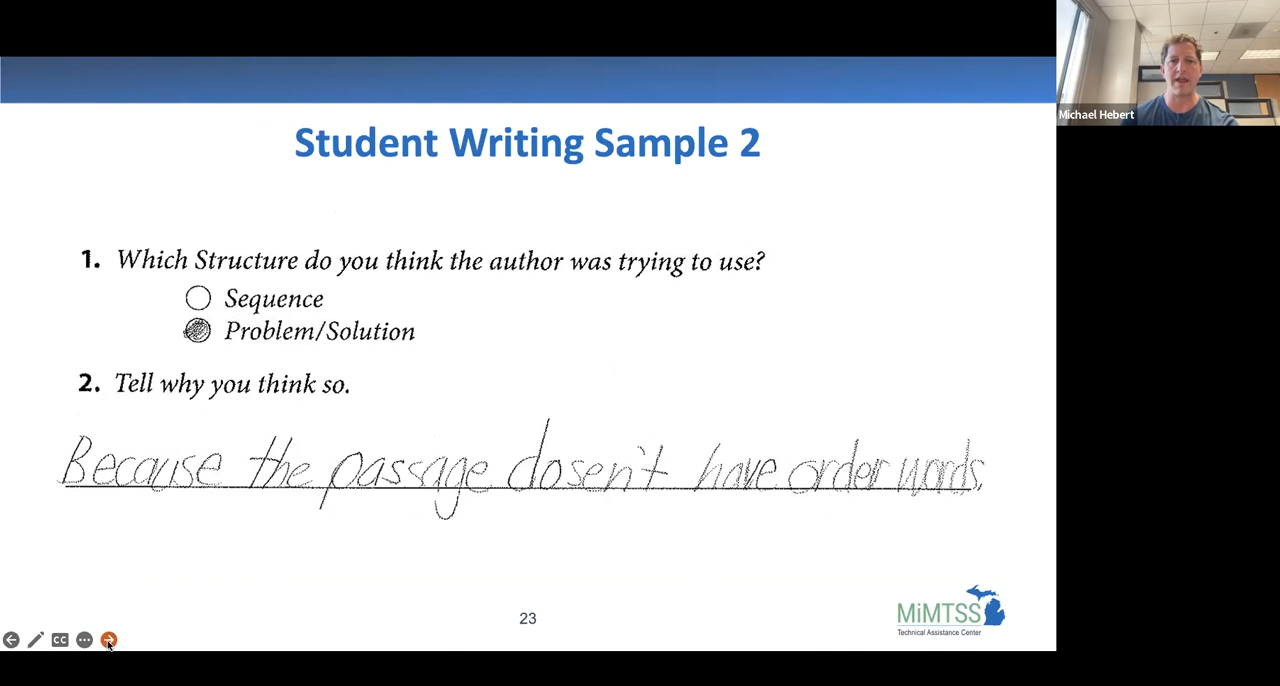 Michael Hebert
Student Writing Sample 2
1. Which Structure do you think the author was trying to use?
Sequence
Problem/Solution
2. Tell why you think so.
Because the passage dosen't have order words.
23
MiMTSS
Technical Assistance Center
CC